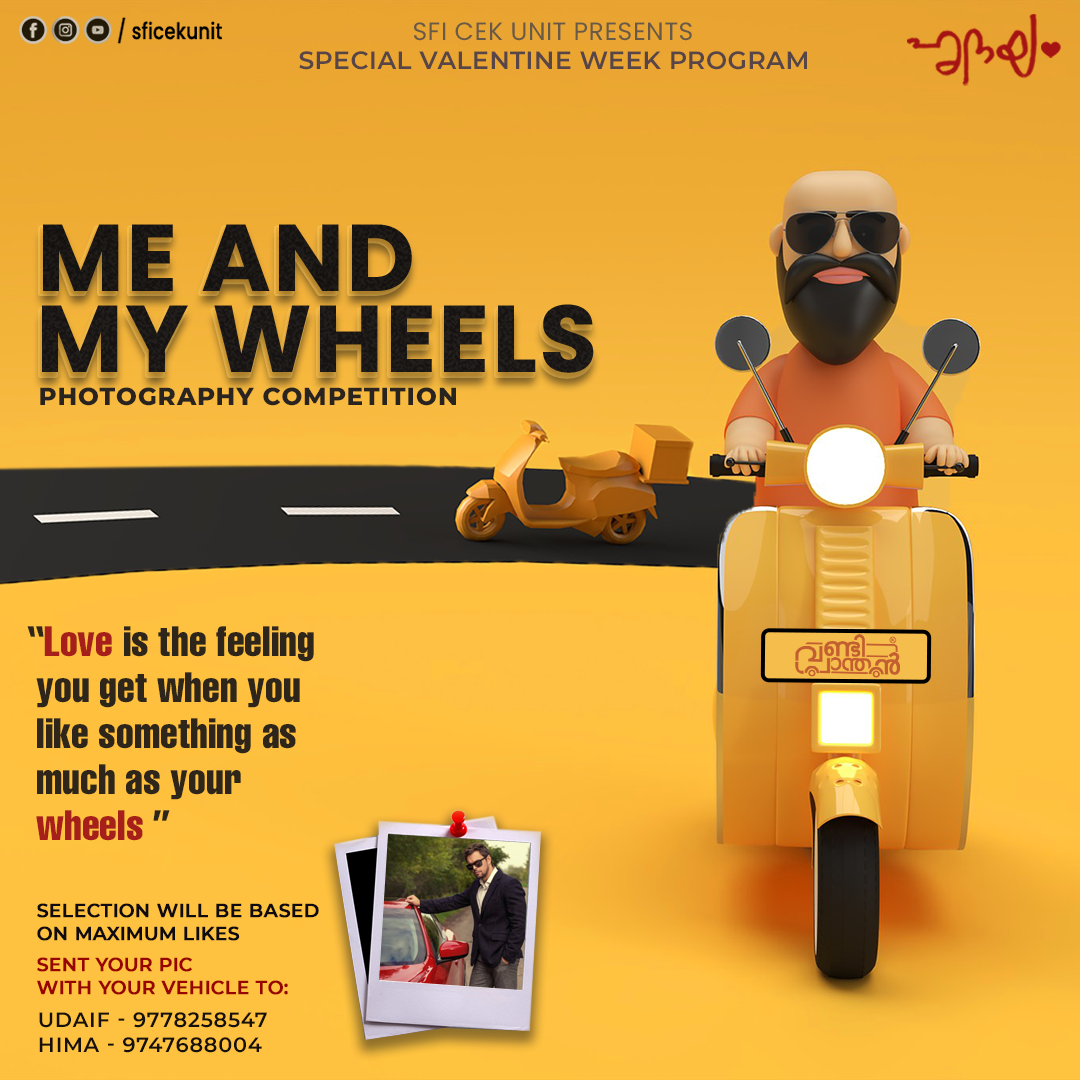 / sficekunit
SFI CEK UNIT PRESENTS
SPECIAL VALENTINE WEEK PROGRAM
ഹൃദയം
ME AND
MY WHEELS
PHOTOGRAPHY COMPETITION
വണ്ടി
പ്രാന്തൻ
“Love is the feeling
you get when you
like something as
much as your
wheels ”
SELECTION WILL BE BASED
ON MAXIMUM LIKES
SENT YOUR PIC
WITH YOUR VEHICLE TO:
UDAIF - 9778258547
HIMA - 9747688004